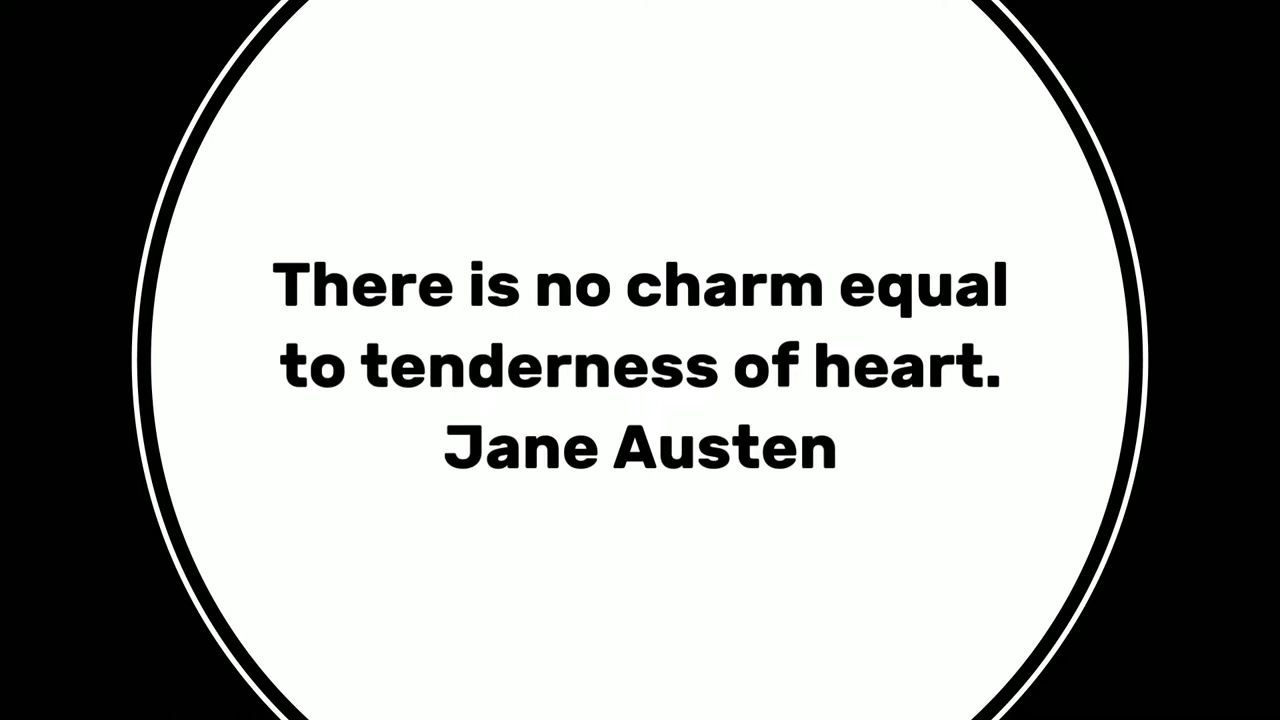 There is no charm equal
to tenderness of heart.
Jane Austen